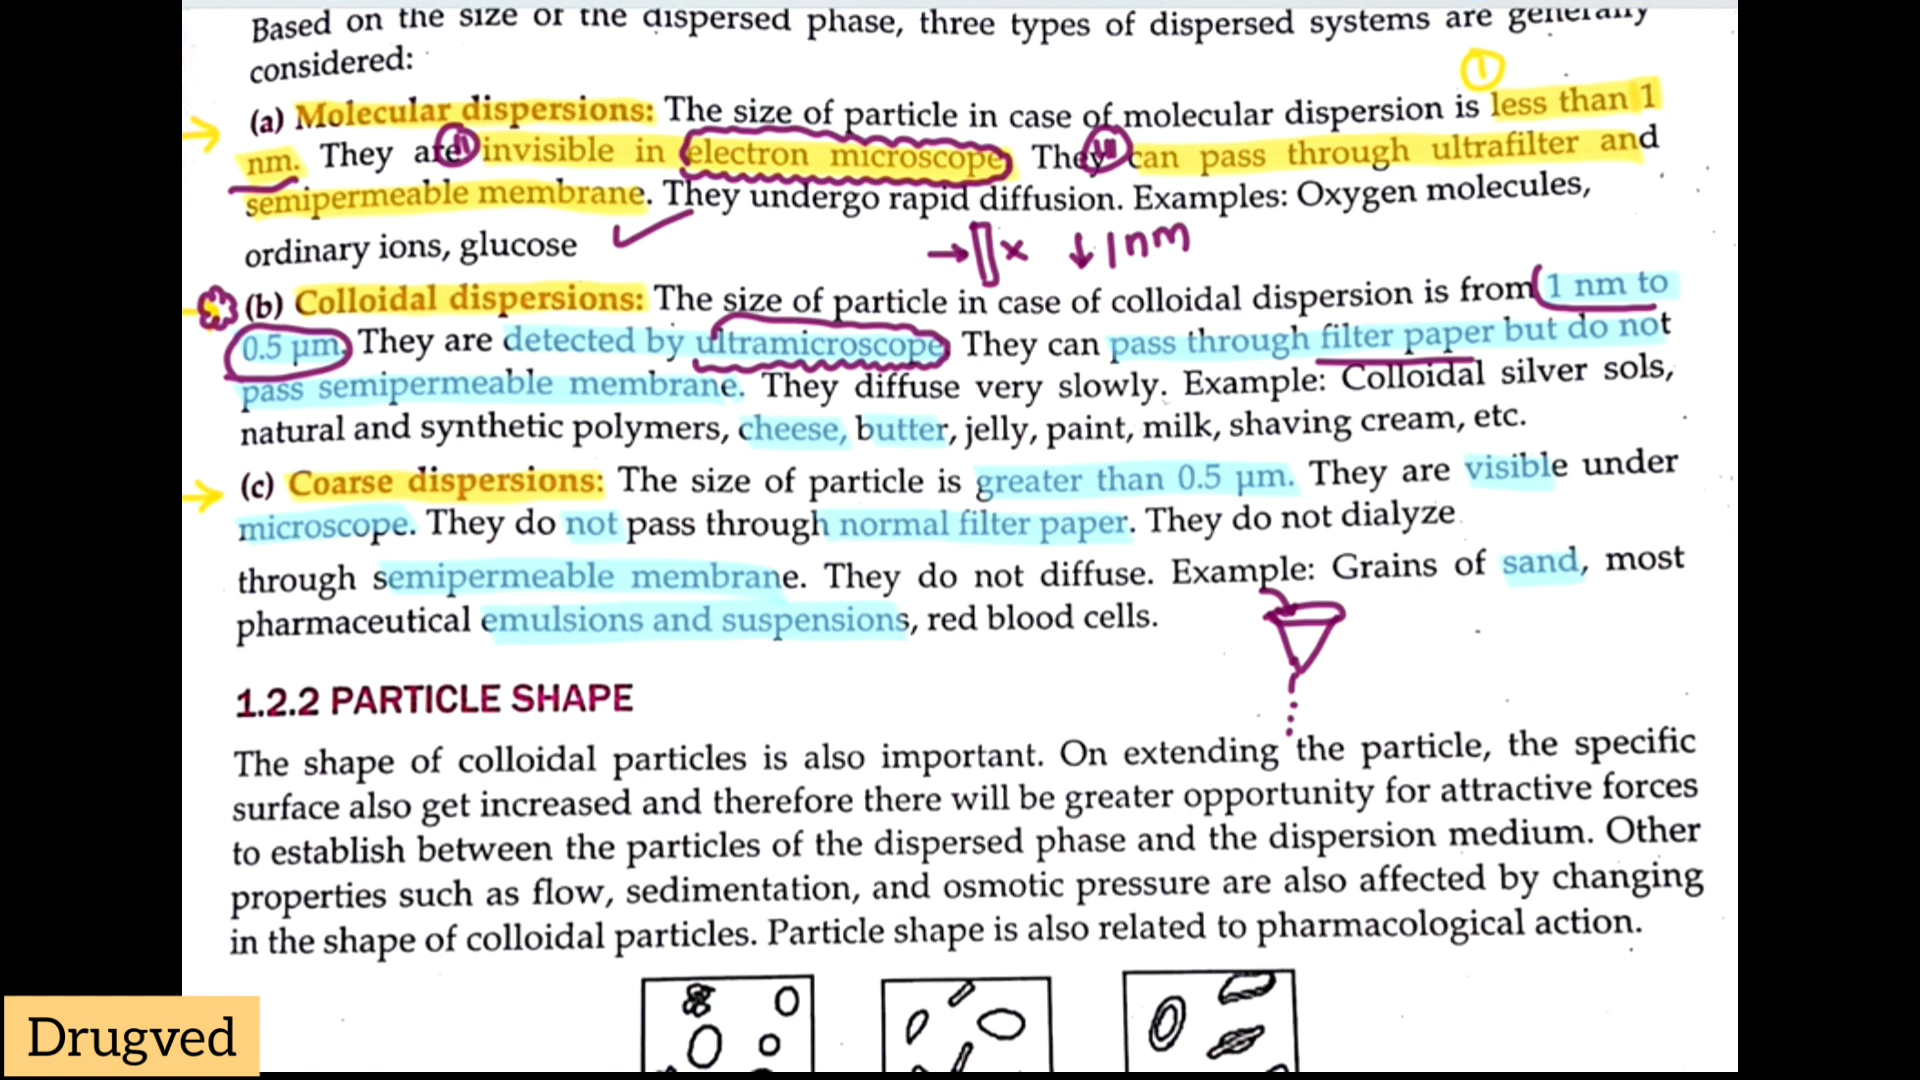 Based on the size of the dispersed phase, three types of dispersed systems are generally
considered:
(a) Molecular dispersions: The size of particle in case of molecular dispersion is less than 1
nm. They are invisible in electron microscope. They can pass through ultrafilter and
semipermeable membrane. They undergo rapid diffusion. Examples: Oxygen molecules,
ordinary ions, glucose
→ x ↓ 1nm
(b) Colloidal dispersions: The size of particle in case of colloidal dispersion is from 1 nm to
0.5 µm. They are detected by ultramicroscope. They can pass through filter paper but do not
pass semipermeable membrane. They diffuse very slowly. Example: Colloidal silver sols,
natural and synthetic polymers, cheese, butter, jelly, paint, milk, shaving cream, etc.
(c) Coarse dispersions: The size of particle is greater than 0.5 µm. They are visible under
microscope. They do not pass through normal filter paper. They do not dialyze
through semipermeable membrane. They do not diffuse. Example: Grains of sand, most
pharmaceutical emulsions and suspensions, red blood cells.
1.2.2 PARTICLE SHAPE
The shape of colloidal particles is also important. On extending the particle, the specific
surface also get increased and therefore there will be greater opportunity for attractive forces
to establish between the particles of the dispersed phase and the dispersion medium. Other
properties such as flow, sedimentation, and osmotic pressure are also affected by changing
in the shape of colloidal particles. Particle shape is also related to pharmacological action.
Drugved